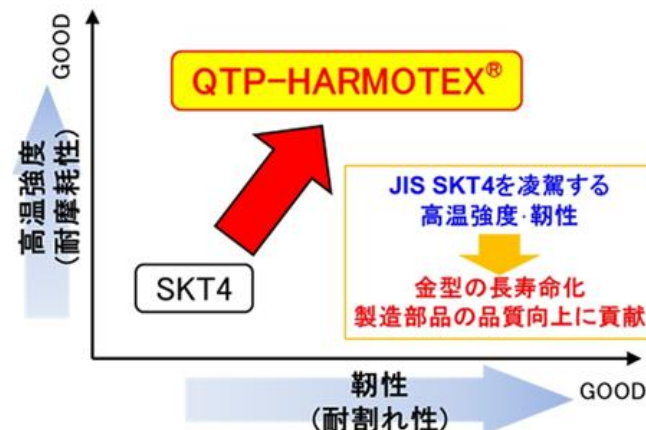 GOOD
高温強度
(耐摩耗性)
QTP-HARMOTEX®
SKT4
JIS SKT4を凌駕する
高温強度·靭性
金型の長寿命化
製造部品の品質向上に貢献
靭性
(耐割れ性)
GOOD